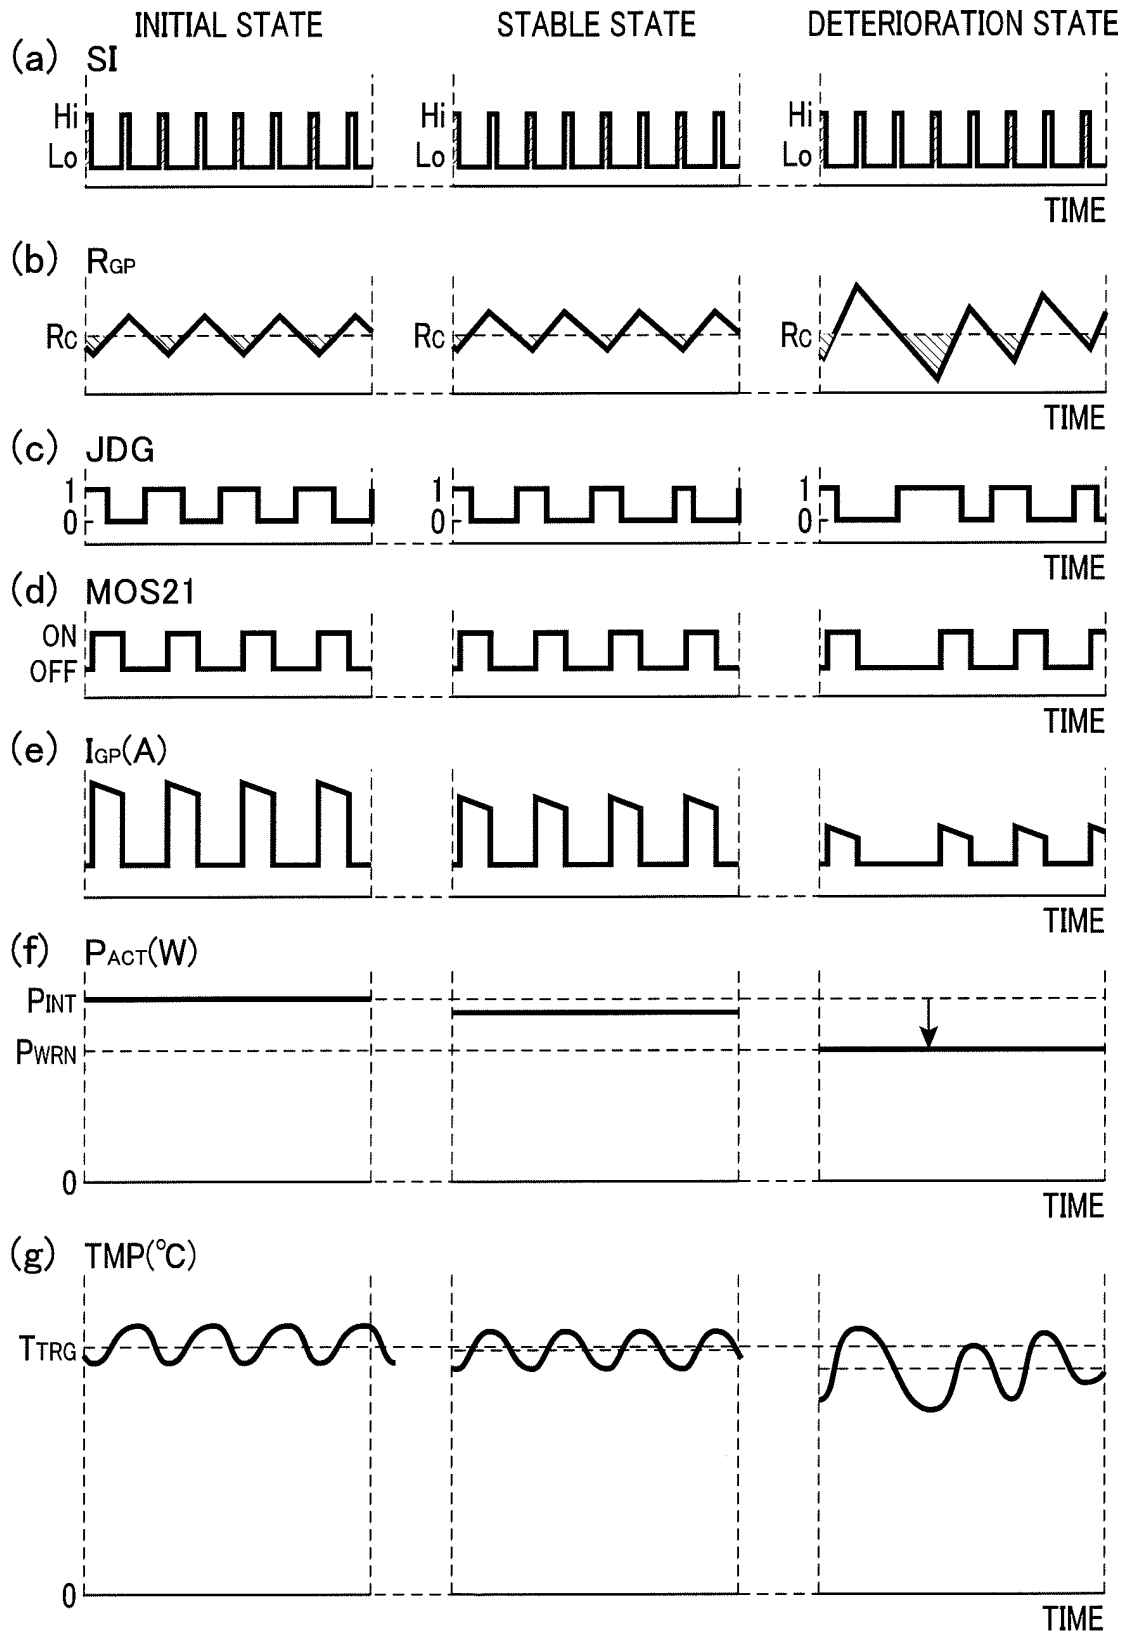 INITIAL STATE STABLE STATE DETERIORATION STATE
(a) SI
Hi Hi Hi
Lo Lo Lo
TIME
(b) RGP
RC RC RC
TIME
(c) JDG
1 1 1
0 0 0
TIME
(d) MOS21
ON
OFF
TIME
(e) IGP(A)
TIME
(f) PACT(W)
PINT
PWRN
0
TIME
(g) TMP(°C)
TTRG
0
TIME